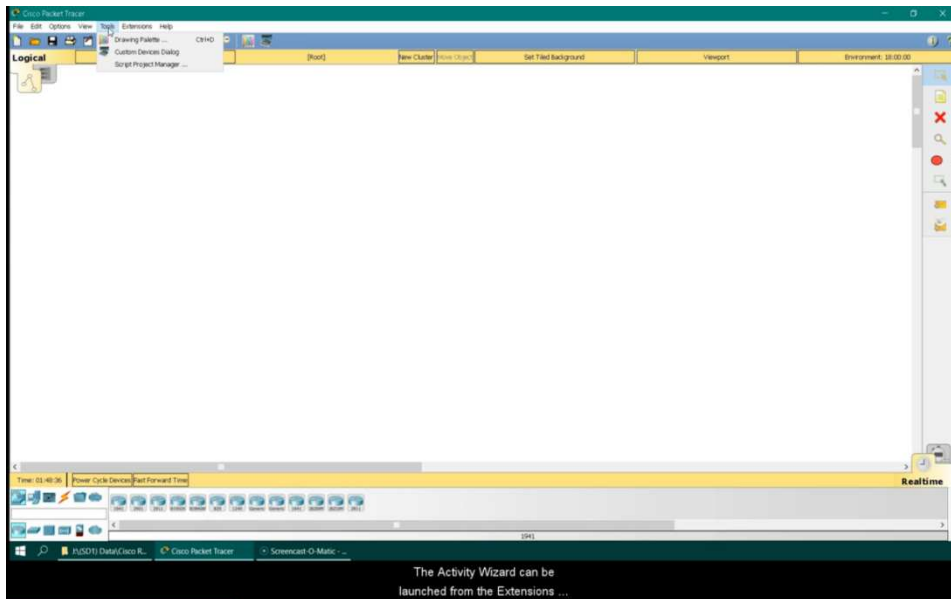 Cisco Packet Tracer
File Edit Options View Tools Extensions Help
Drawing Palette ... Ctrl+D
Custom Devices Dialog
Script Project Manager ...
Logical [Root] New Cluster Move Object Set Tiled Background Viewport Environment: 18:00:00
Time: 01:48:36 Power Cycle Devices Fast Forward Time Realtime
1941
Cisco Packet Tracer Screencast-O-Matic - ...
The Activity Wizard can be
launched from the Extensions ...